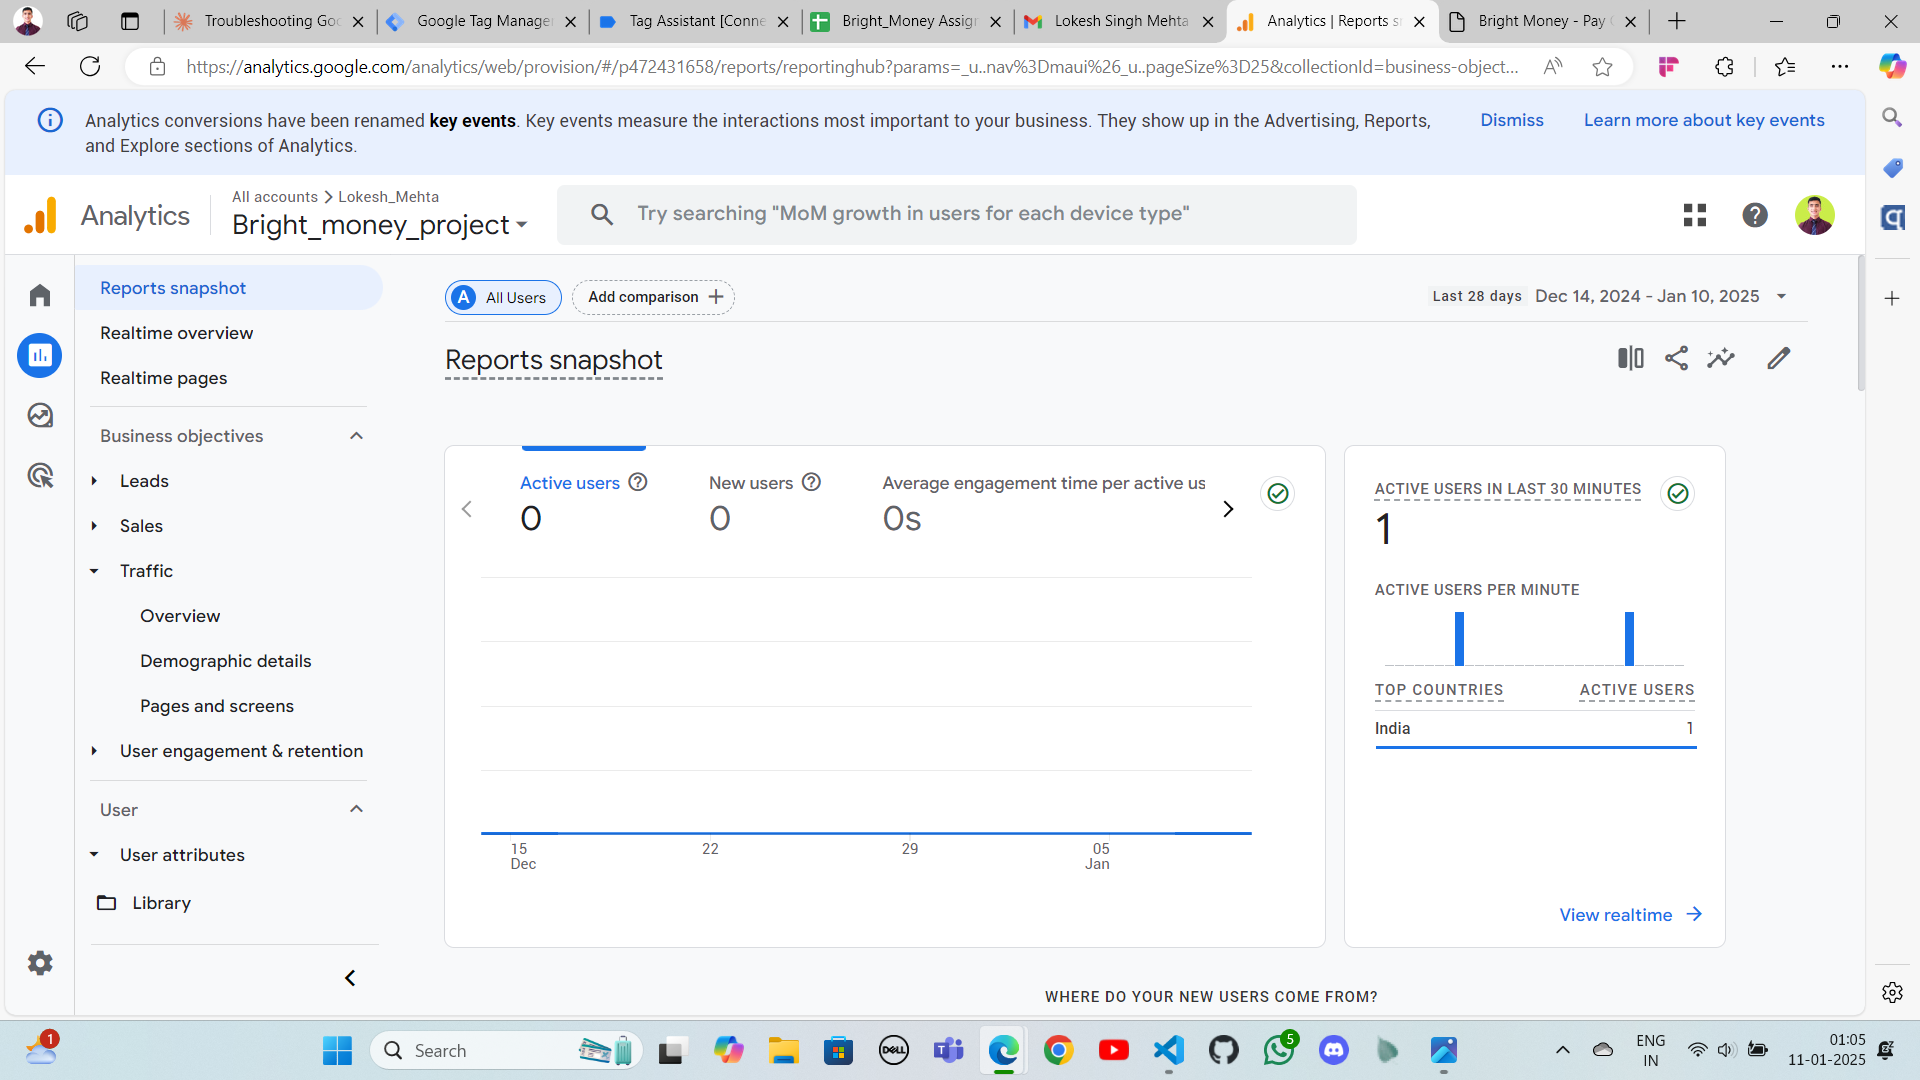 Troubleshooting Goo
Google Tag Manager
Tag Assistant [Conne
Bright_Money Assign
Lokesh Singh Mehta
Analytics | Reports sn
Bright Money - Pay
https://analytics.google.com/analytics/web/provision/#/p472431658/reports/reportinghub?params=_u..nav%3Dmaui%26_u..pageSize%3D25&collectionId=business-object...
Analytics conversions have been renamed key events. Key events measure the interactions most important to your business. They show up in the Advertising, Reports,
and Explore sections of Analytics.
Dismiss
Learn more about key events
Analytics
All accounts > Lokesh_Mehta
Bright_money_project
Try searching "MoM growth in users for each device type"
Reports snapshot
Realtime overview
Realtime pages
Business objectives
Leads
Sales
Traffic
Overview
Demographic details
Pages and screens
User engagement & retention
User
User attributes
Library
A All Users
Add comparison +
Last 28 days Dec 14, 2024 - Jan 10, 2025
Reports snapshot
Active users
0
New users
0
Average engagement time per active us
0s
15
Dec
22
29
05
Jan
ACTIVE USERS IN LAST 30 MINUTES
1
ACTIVE USERS PER MINUTE
TOP COUNTRIES ACTIVE USERS
India 1
View realtime
WHERE DO YOUR NEW USERS COME FROM?
1
Search
DELL
5
ENG
IN
01:05
11-01-2025